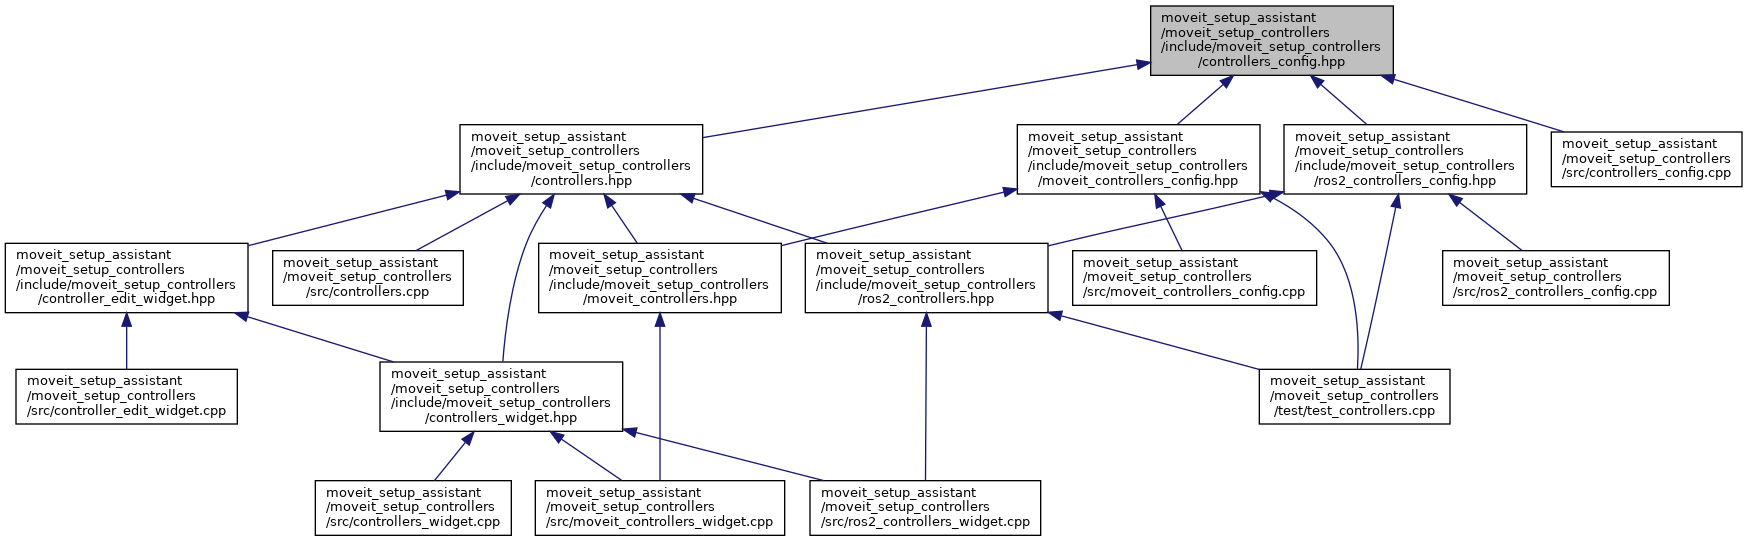 moveit_setup_assistant
/moveit_setup_controllers
/include/moveit_setup_controllers
/controllers_config.hpp
moveit_setup_assistant
/moveit_setup_controllers
/include/moveit_setup_controllers
/controllers.hpp
moveit_setup_assistant
/moveit_setup_controllers
/include/moveit_setup_controllers
/moveit_controllers_config.hpp
moveit_setup_assistant
/moveit_setup_controllers
/include/moveit_setup_controllers
/ros2_controllers_config.hpp
moveit_setup_assistant
/moveit_setup_controllers
/src/controllers_config.cpp
moveit_setup_assistant
/moveit_setup_controllers
/include/moveit_setup_controllers
/controller_edit_widget.hpp
moveit_setup_assistant
/moveit_setup_controllers
/src/controllers.cpp
moveit_setup_assistant
/moveit_setup_controllers
/include/moveit_setup_controllers
/moveit_controllers.hpp
moveit_setup_assistant
/moveit_setup_controllers
/include/moveit_setup_controllers
/ros2_controllers.hpp
moveit_setup_assistant
/moveit_setup_controllers
/src/moveit_controllers_config.cpp
moveit_setup_assistant
/moveit_setup_controllers
/src/ros2_controllers_config.cpp
moveit_setup_assistant
/moveit_setup_controllers
/src/controller_edit_widget.cpp
moveit_setup_assistant
/moveit_setup_controllers
/include/moveit_setup_controllers
/controllers_widget.hpp
moveit_setup_assistant
/moveit_setup_controllers
/test/test_controllers.cpp
moveit_setup_assistant
/moveit_setup_controllers
/src/controllers_widget.cpp
moveit_setup_assistant
/moveit_setup_controllers
/src/moveit_controllers_widget.cpp
moveit_setup_assistant
/moveit_setup_controllers
/src/ros2_controllers_widget.cpp